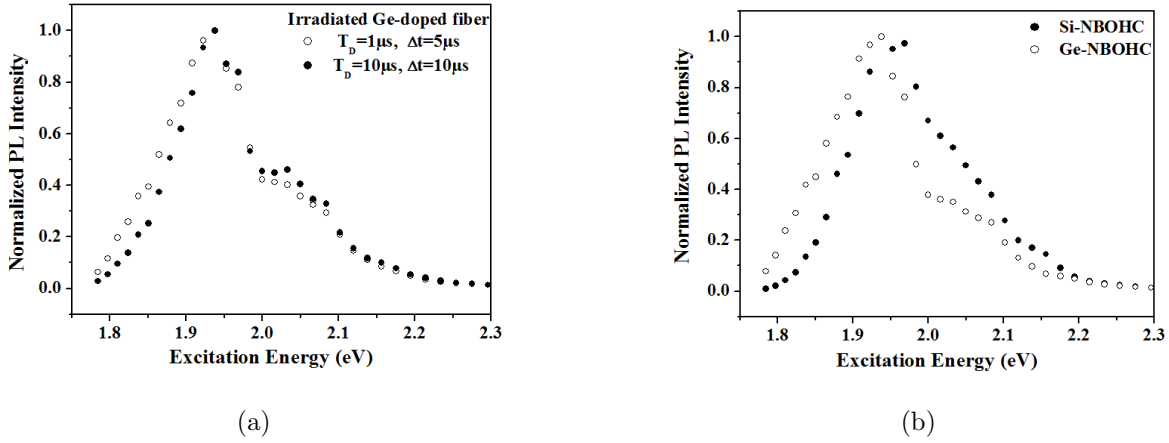 Irradiated Ge-doped fiber
T_D=1μs, Δt=5μs
T_D=10μs, Δt=10μs
Normalized PL Intensity
1.0
0.8
0.6
0.4
0.2
0.0
1.8 1.9 2.0 2.1 2.2 2.3
Excitation Energy (eV)
(a)
Si-NBOHC
Ge-NBOHC
Normalized PL Intensity
1.0
0.8
0.6
0.4
0.2
0.0
1.8 1.9 2.0 2.1 2.2 2.3
Excitation Energy (eV)
(b)